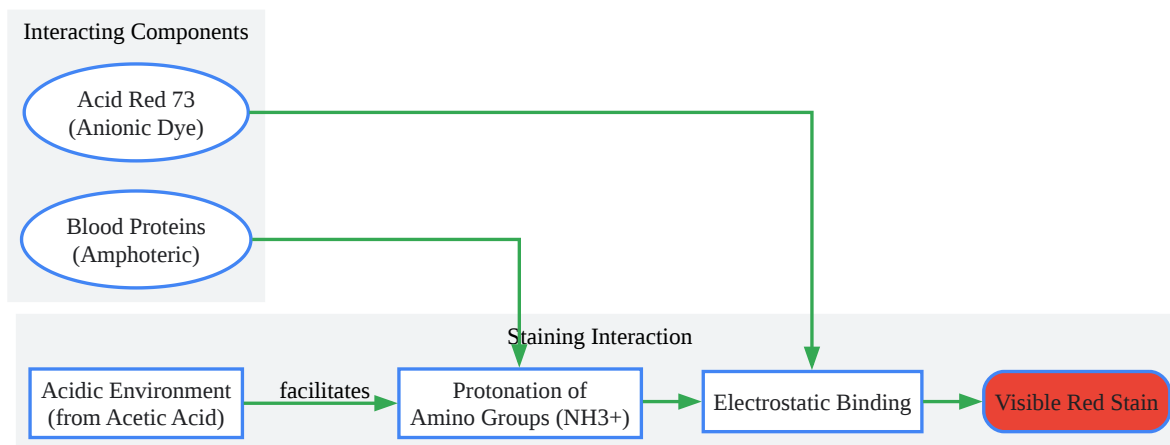 Interacting Components
Acid Red 73
(Anionic Dye)
Blood Proteins
(Amphoteric)
Staining Interaction
Acidic Environment
(from Acetic Acid)
facilitates
Protonation of
Amino Groups (NH3+)
Electrostatic Binding
Visible Red Stain